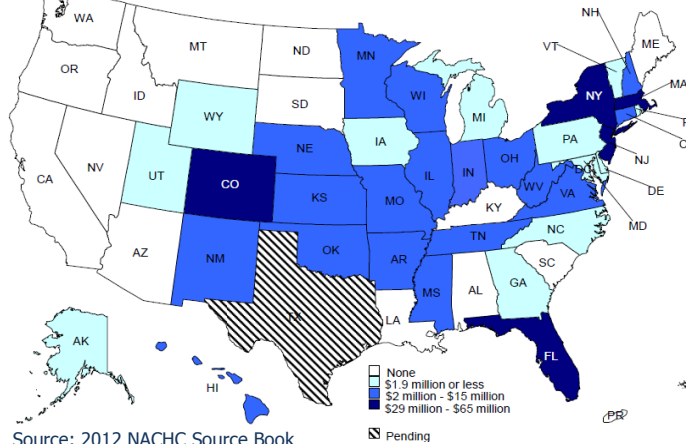 NH
WA
ME
MT
ND
VT
MN
OR
MA
ID
WI
NY
SD
MI
WY
PA
IA
NE
NJ
NV
OH
IL
IN
UT
DE
CO
CA
WV
VA
KS
MO
KY
MD
NC
TN
OK
AZ
NM
AR
SC
GA
MS
AL
TX
LA
AK
FL
HI
None
$1.9 million or less
$2 million - $15 million
$29 million - $65 million
PR
Pending
Source: 2012 NACHC Source Book